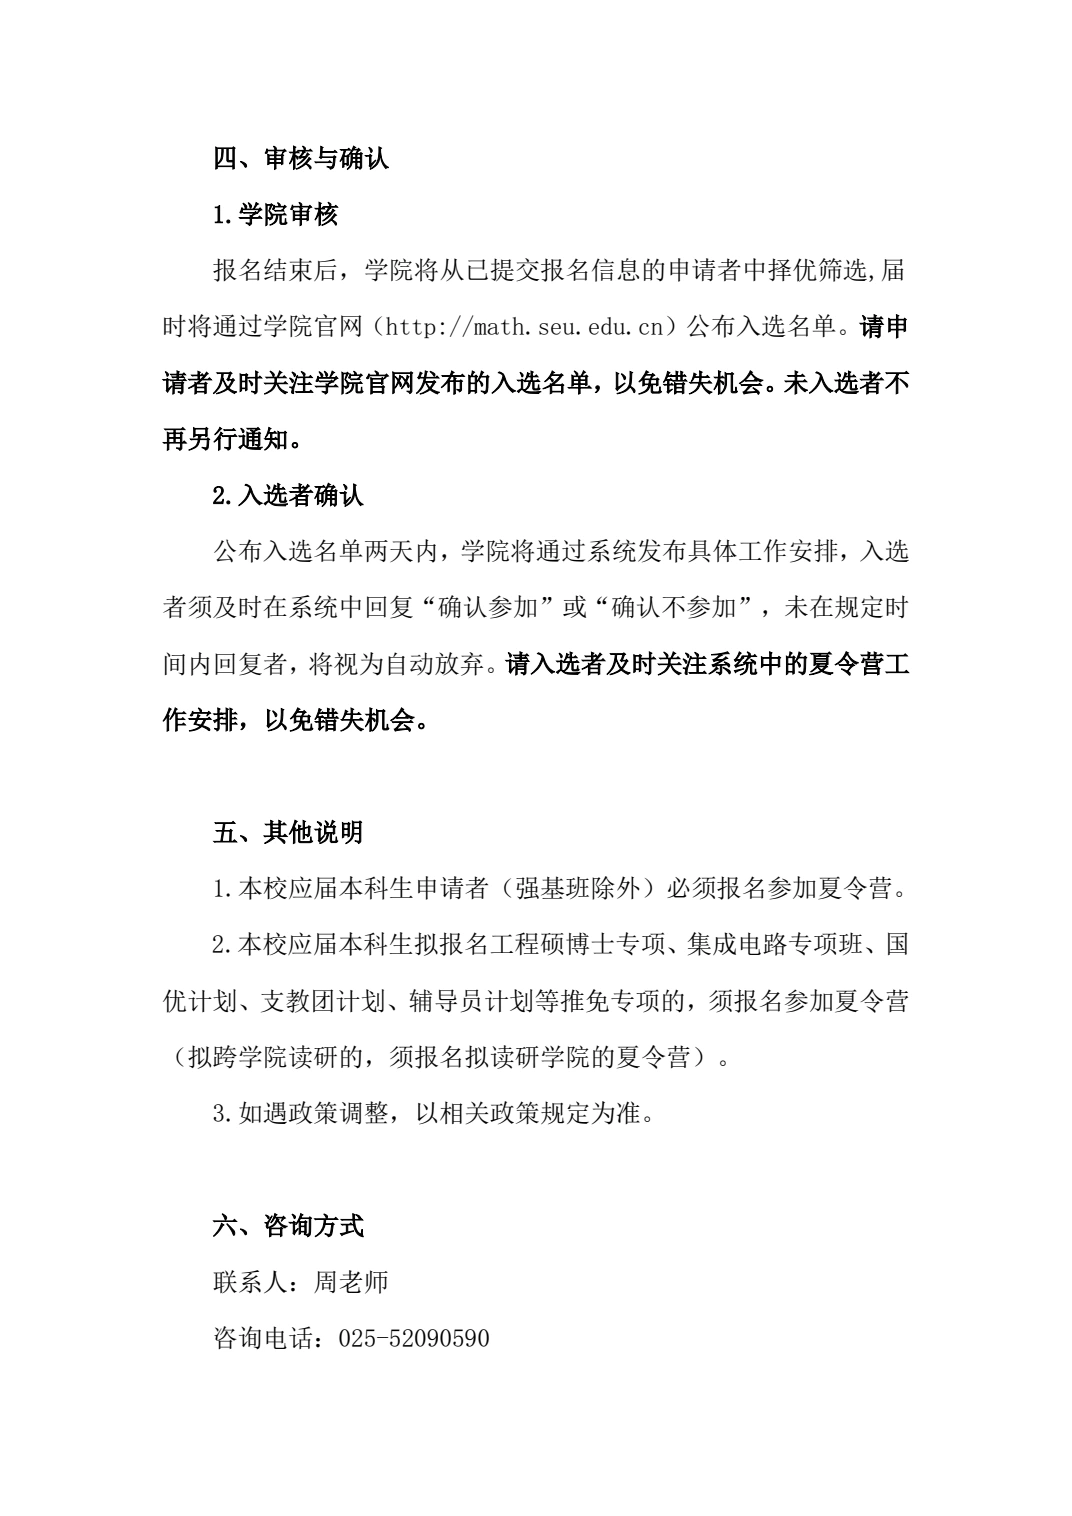 四、审核与确认
1.学院审核
报名结束后，学院将从已提交报名信息的申请者中择优筛选,届
时将通过学院官网（http://math.seu.edu.cn）公布入选名单。请申
请者及时关注学院官网发布的入选名单，以免错失机会。未入选者不
再另行通知。
2.入选者确认
公布入选名单两天内，学院将通过系统发布具体工作安排，入选
者须及时在系统中回复“确认参加”或“确认不参加”，未在规定时
间内回复者，将视为自动放弃。请入选者及时关注系统中的夏令营工
作安排，以免错失机会。
五、其他说明
1.本校应届本科生申请者（强基班除外）必须报名参加夏令营。
2.本校应届本科生拟报名工程硕博士专项、集成电路专项班、国
优计划、支教团计划、辅导员计划等推免专项的，须报名参加夏令营
（拟跨学院读研的，须报名拟读研学院的夏令营）。
3.如遇政策调整，以相关政策规定为准。
六、咨询方式
联系人：周老师
咨询电话：025-52090590